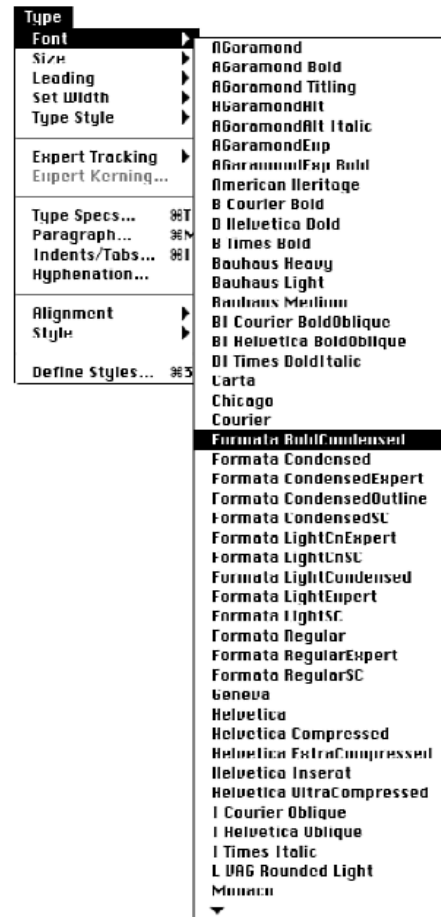 Type
Font
Size
Leading
Set Width
Type Style
Expert Tracking
Expert Kerning...
Type Specs... ⌘T
Paragraph... ⌘M
Indents/Tabs... ⌘I
Hyphenation...
Alignment
Style
Define Styles... ⌘3
AGaramond
AGaramond Bold
AGaramond Titling
AGaramondAlt
AGaramondAlt Italic
AGaramondExp
AGaramondExp Bold
American Heritage
B Courier Bold
B Helvetica Bold
B Times Bold
Bauhaus Heavy
Bauhaus Light
Bauhaus Medium
BI Courier BoldOblique
BI Helvetica BoldOblique
BI Times BoldItalic
Carta
Chicago
Courier
Formata BoldCondensed
Formata Condensed
Formata CondensedExpert
Formata CondensedOutline
Formata CondensedSC
Formata LightCnExpert
Formata LightCnSC
Formata LightCondensed
Formata LightExpert
Formata LightSC
Formata Regular
Formata RegularExpert
Formata RegularSC
Geneva
Helvetica
Helvetica Compressed
Helvetica ExtraCompressed
Helvetica Inserat
Helvetica UltraCompressed
I Courier Oblique
I Helvetica Oblique
I Times Italic
L VAG Rounded Light
Monaco